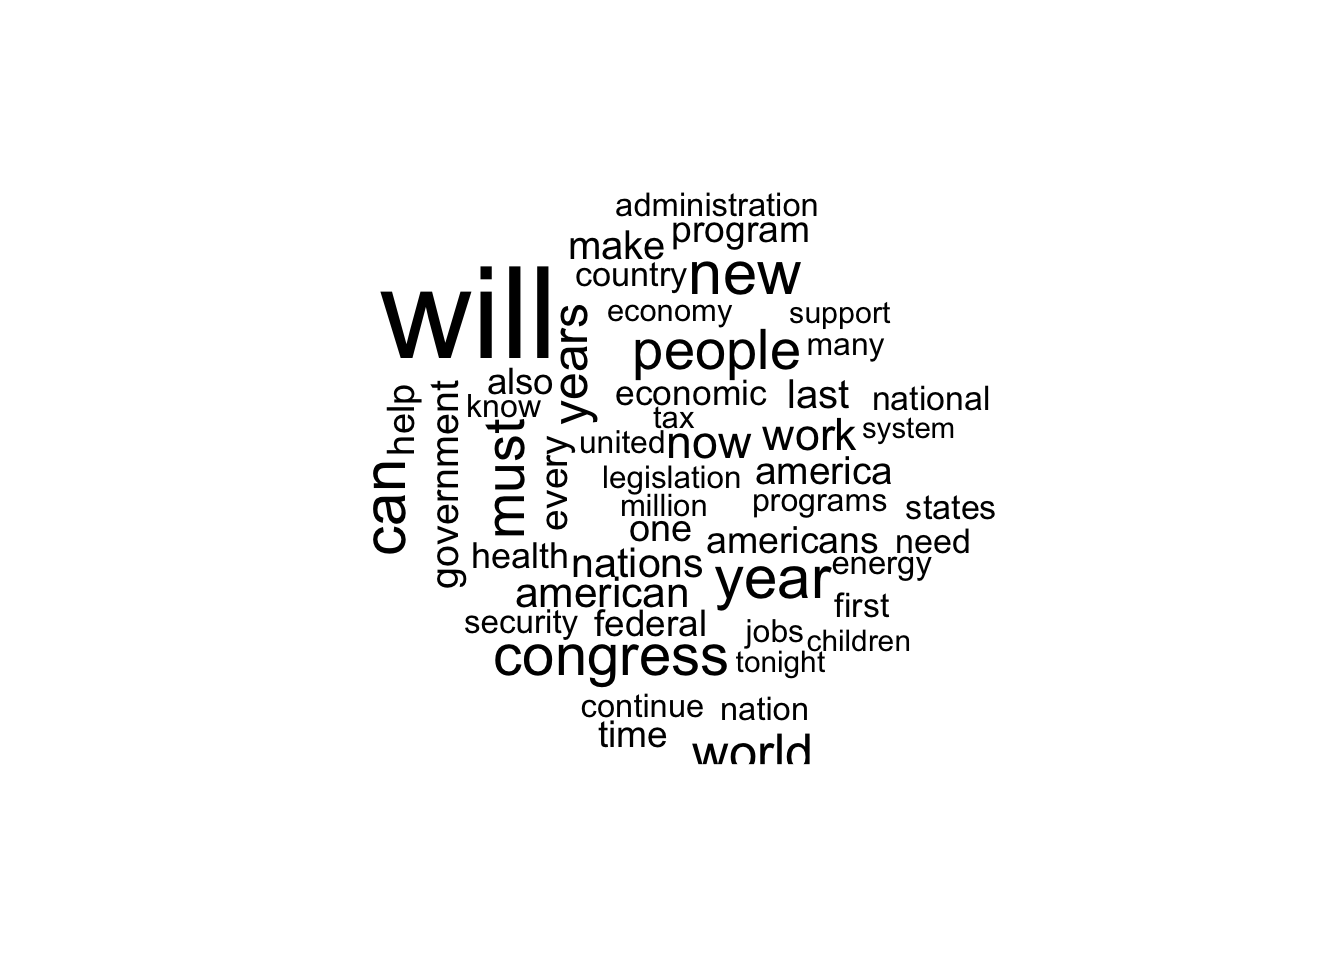 administration
program
make
country
new
will
economy
support
years
people
many
also
know
help
government
economic
last
national
tax
can
must
every
united
now
work
system
legislation
america
million
programs
states
one
americans
need
health
nations
year
energy
american
first
security
federal
jobs
children
congress
tonight
continue
nation
time
world